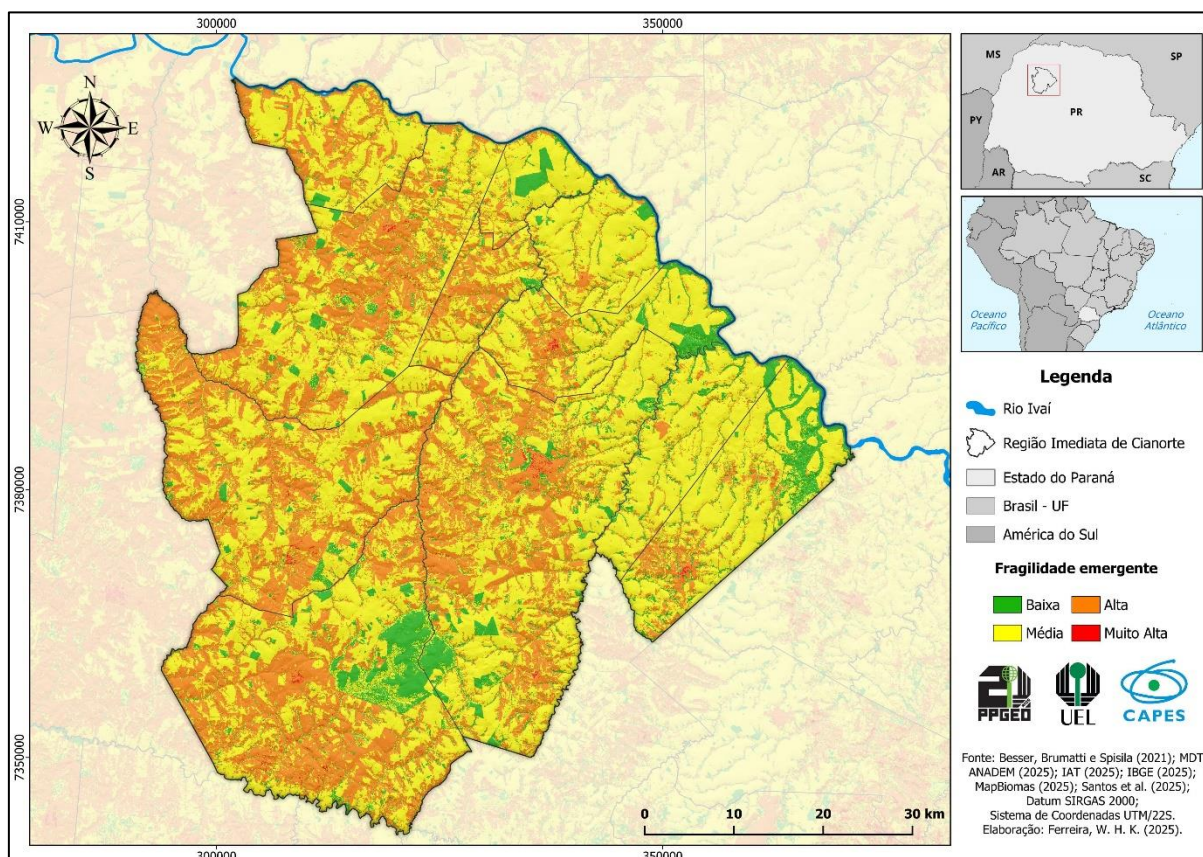 300000
350000
7410000
7380000
7350000
N
W
E
S
0
10
20
30 km
300000
350000
MS
SP
PR
PY
AR
SC
Oceano
Pacífico
Oceano
Atlântico
Legenda
Rio Ivaí
Região Imediata de Cianorte
Estado do Paraná
Brasil - UF
América do Sul
Fragilidade emergente
Baixa
Alta
Média
Muito Alta
PPGEO
UEL
CAPES
Fonte: Besser, Brumatti e Spisila (2021); MDT
ANADEM (2025); IAT (2025); IBGE (2025);
MapBiomas (2025); Santos et al. (2025);
Datum SIRGAS 2000;
Sistema de Coordenadas UTM/22S.
Elaboração: Ferreira, W. H. K. (2025).